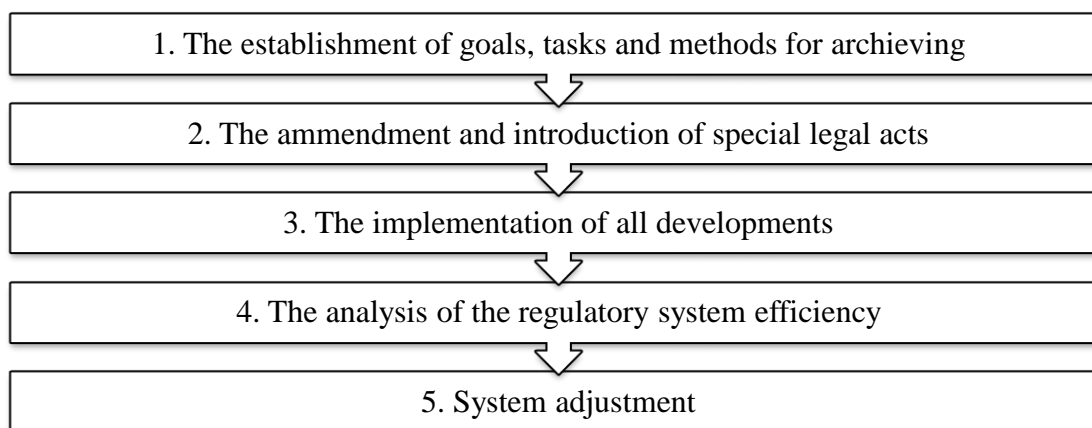 1. The establishment of goals, tasks and methods for archieving
2. The ammendment and introduction of special legal acts
3. The implementation of all developments
4. The analysis of the regulatory system efficiency
5. System adjustment